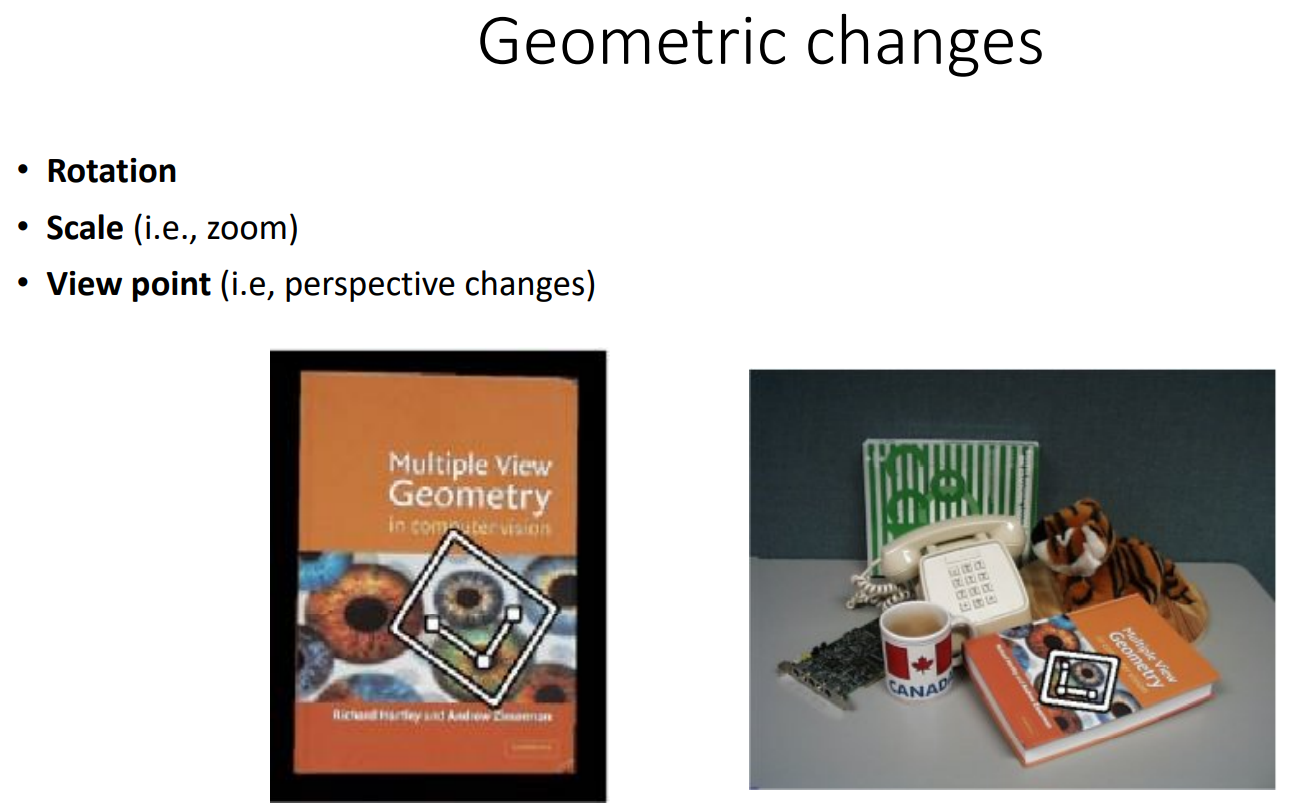 Geometric changes
• Rotation
• Scale (i.e., zoom)
• View point (i.e, perspective changes)
Multiple View
Geometry
in computer vision
Richard Hartley and Andrew Zisserman
CANADA
Multiple View
Geometry